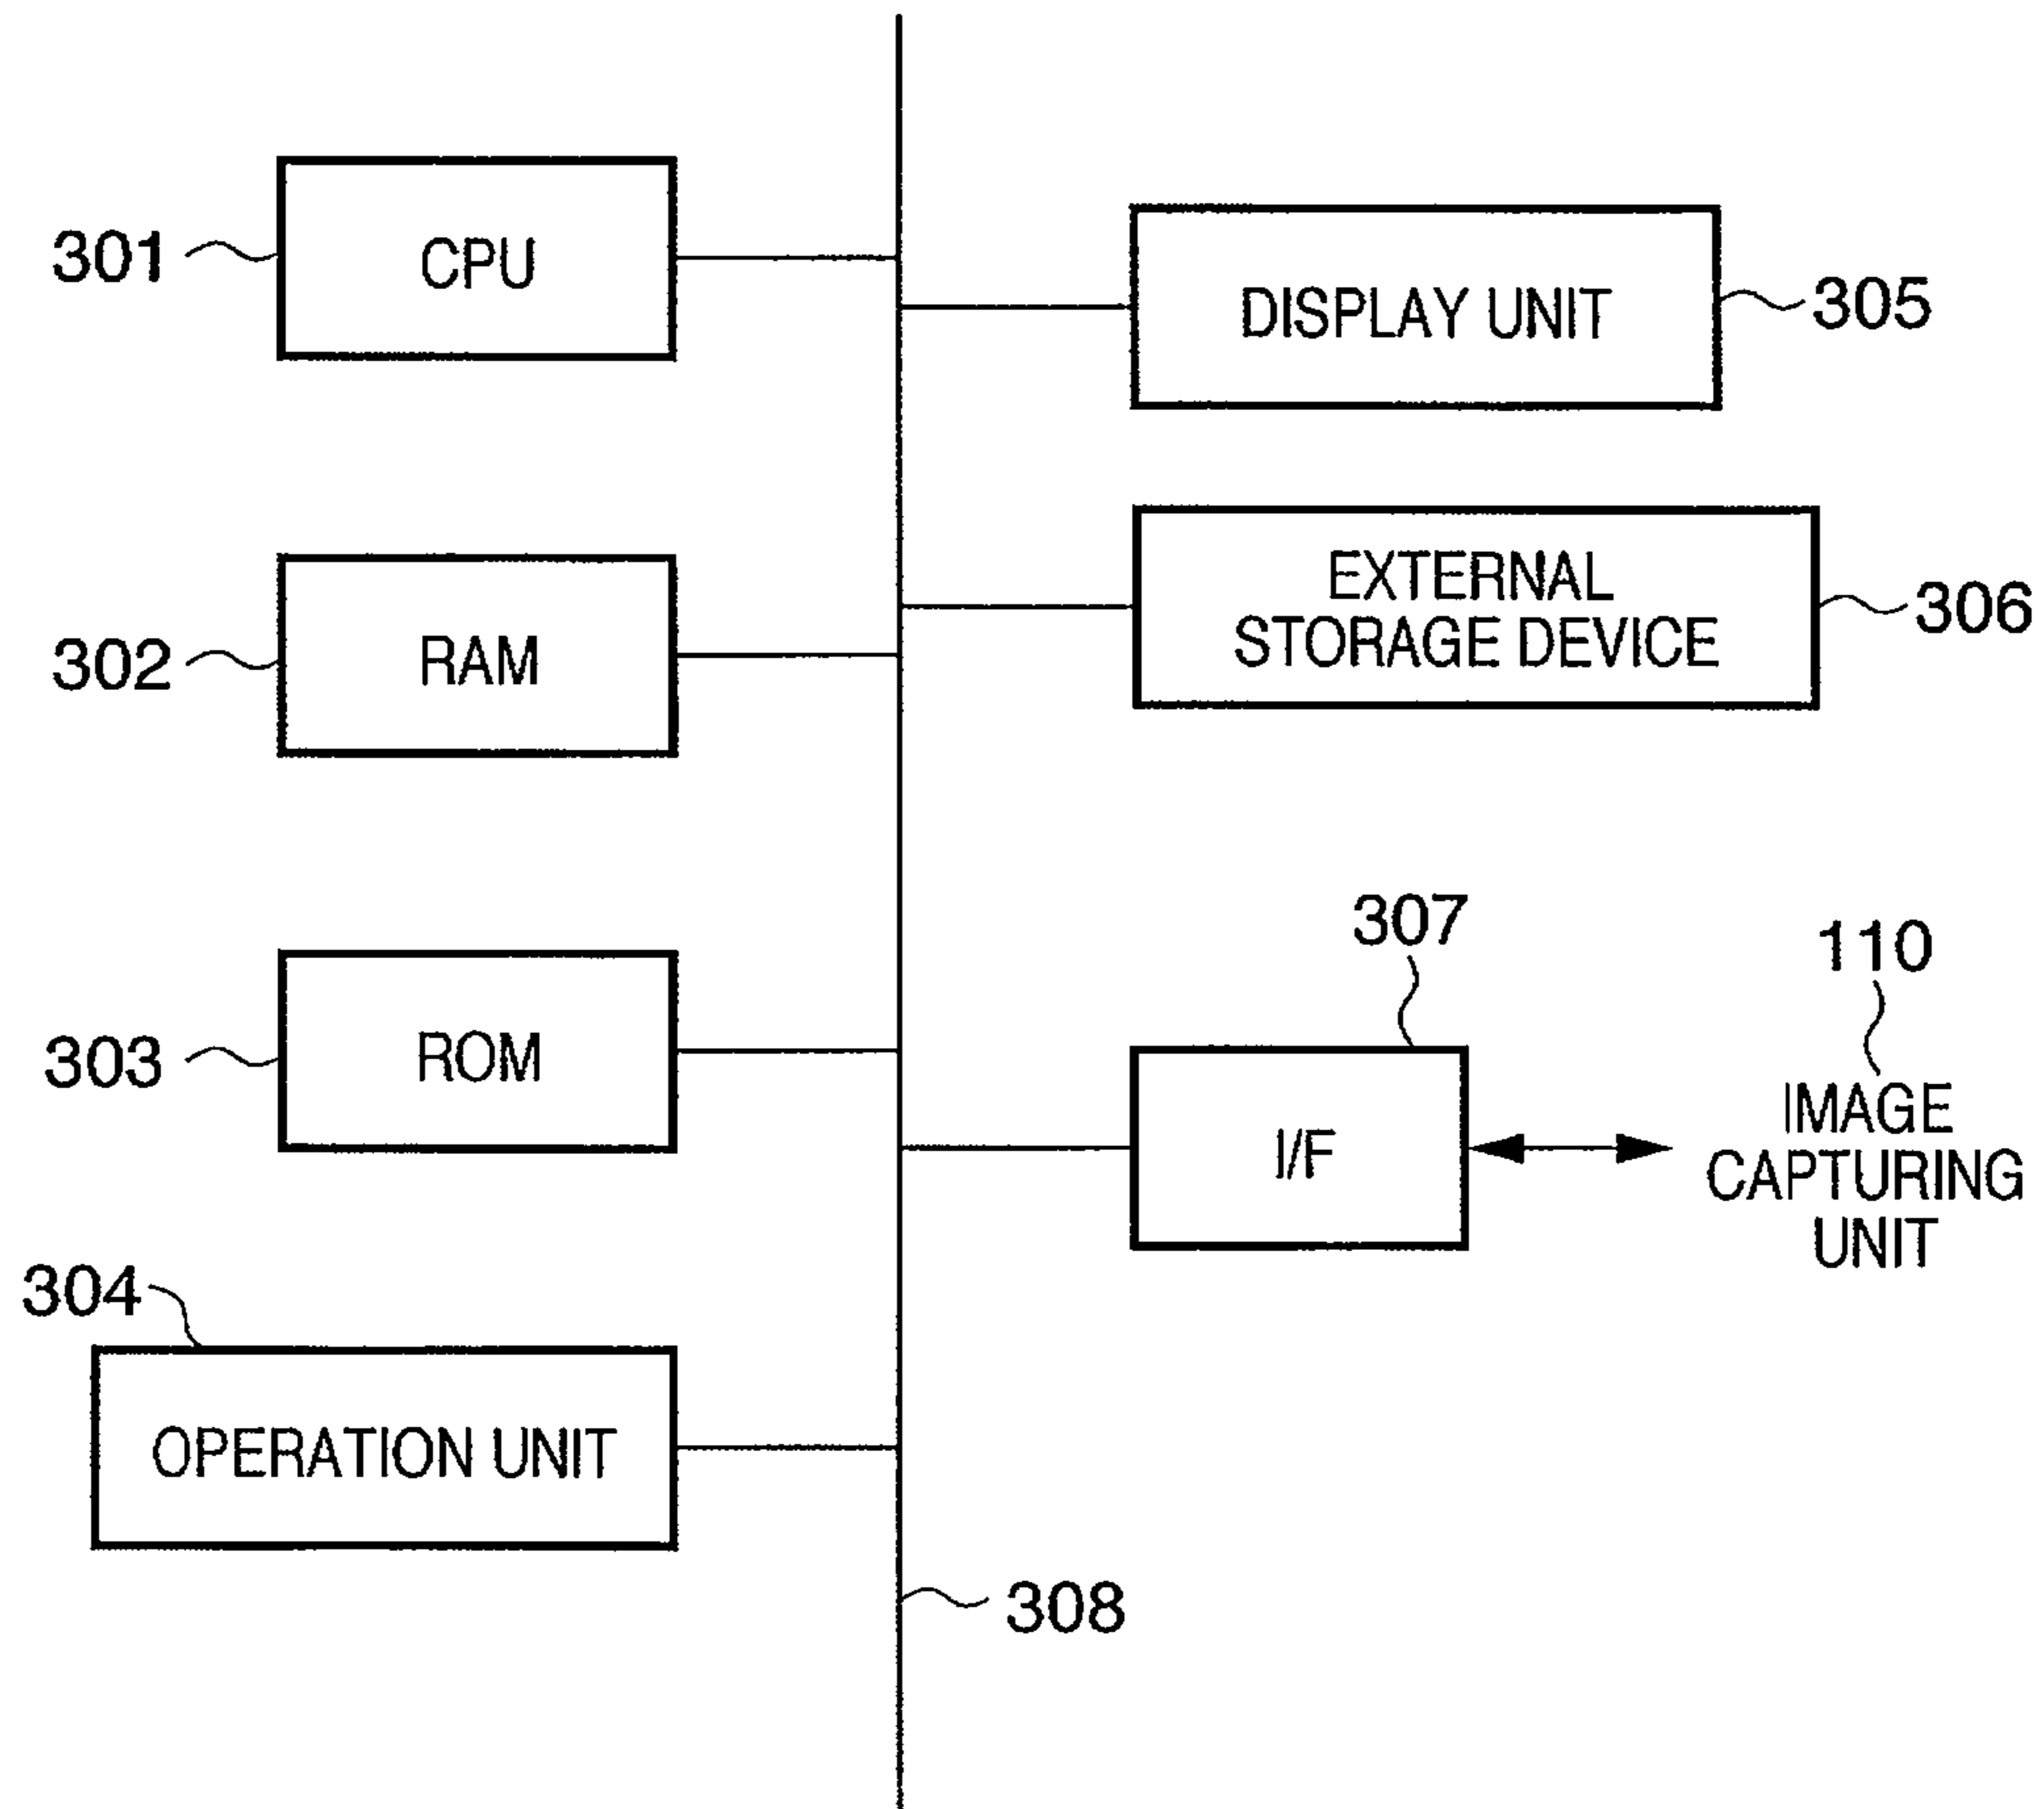 301
CPU
DISPLAY UNIT
305
EXTERNAL
STORAGE DEVICE
306
302
RAM
307
110
303
ROM
I/F
IMAGE
CAPTURING
UNIT
304
OPERATION UNIT
308